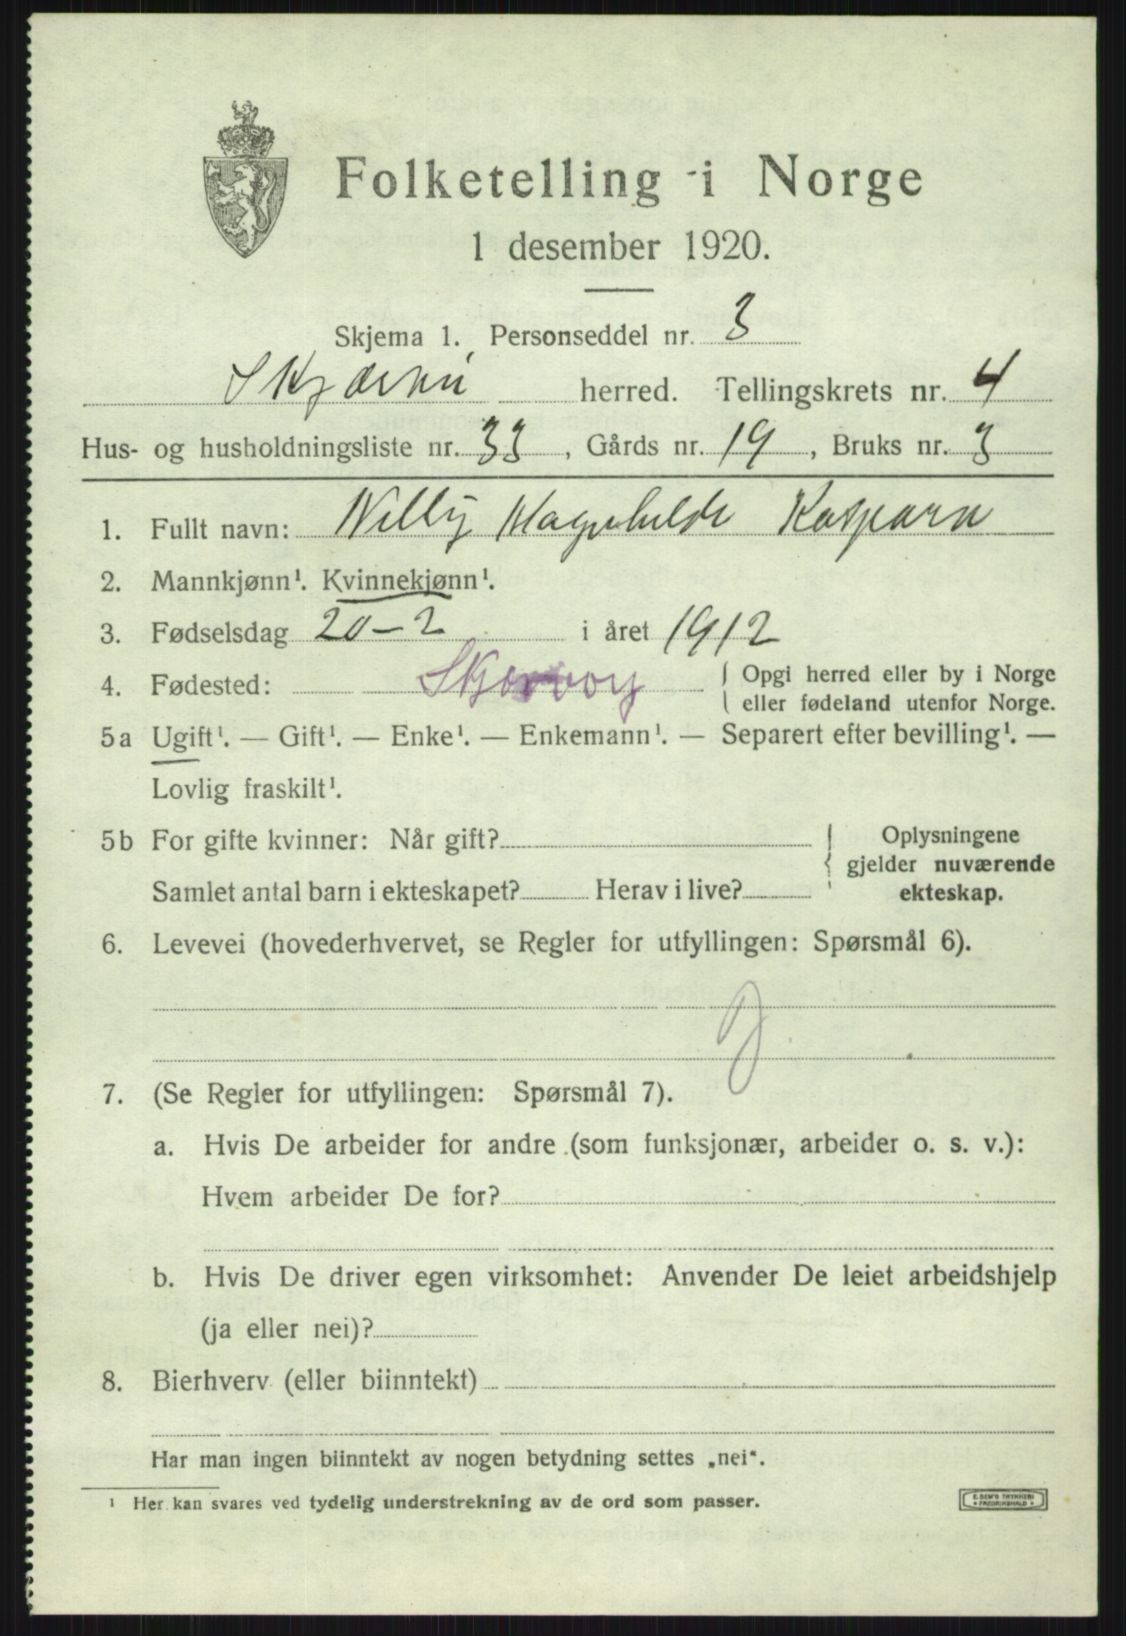 Folketelling i Norge
1 desember 1920.
Skjema 1. Personseddel nr. 3
Skjærvø herred. Tellingskrets nr. 4
Hus- og husholdningsliste nr. 33, Gårds nr. 19, Bruks nr. 3
1. Fullt navn: Nelly Kaspara
2. Mannkjønn¹. Kvinnekjønn¹.
3. Fødselsdag 20-2 i året 1912
4. Fødested: Skjærvøy { Opgi herred eller by i Norge
eller fødeland utenfor Norge.
5a Ugift¹. — Gift¹. — Enke¹. — Enkemann¹. — Separert efter bevilling¹. —
Lovlig fraskilt¹.
5b For gifte kvinner: Når gift? { Oplysningene
gjelder nuværende
Samlet antal barn i ekteskapet? Herav i live? ekteskap.
6. Levevei (hovederhvervet, se Regler for utfyllingen: Spørsmål 6).
7. (Se Regler for utfyllingen: Spørsmål 7).
a. Hvis De arbeider for andre (som funksjonær, arbeider o. s. v.):
Hvem arbeider De for?
b. Hvis De driver egen virksomhet: Anvender De leiet arbeidshjelp
(ja eller nei)?
8. Bierhverv (eller biinntekt)
Har man ingen biinntekt av nogen betydning settes „nei“.
¹ Her kan svares ved tydelig understrekning av de ord som passer.
E. SEM'S TRYKKERI
FREDRIKSHALD